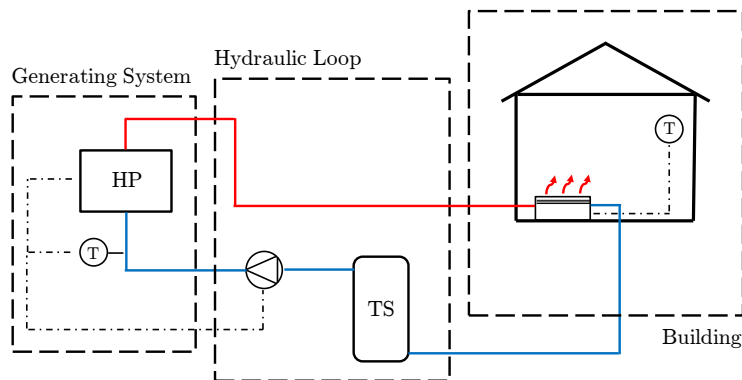 Hydraulic Loop
Generating System
T
HP
T
TS
Building